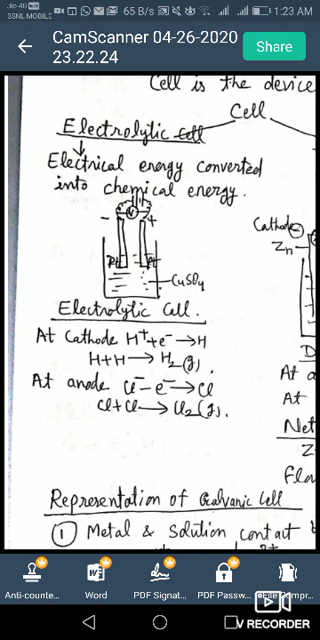 Jio 4G
BSNL MOBILE
65 B/s
1:23 AM
CamScanner 04-26-2020
23.22.24
Share
Cell is the device
Cell
Electrolytic cell
Electrical energy converted
into chemical energy.
- +
Pt Pt
CuSO4
Cathode -
Zn
Electrolytic Cell.
At Cathode H⁺+e⁻→H
H+H→H₂(g).
At anode Cl⁻-e⁻→Cl
Cl+Cl→Cl₂(g).
D
At a
At
Net
Z
Flow
Representation of Galvanic Cell
① Metal & Solution contact
Anti-counte...
Word
PDF Signat...
PDF Passw...
V RECORDER